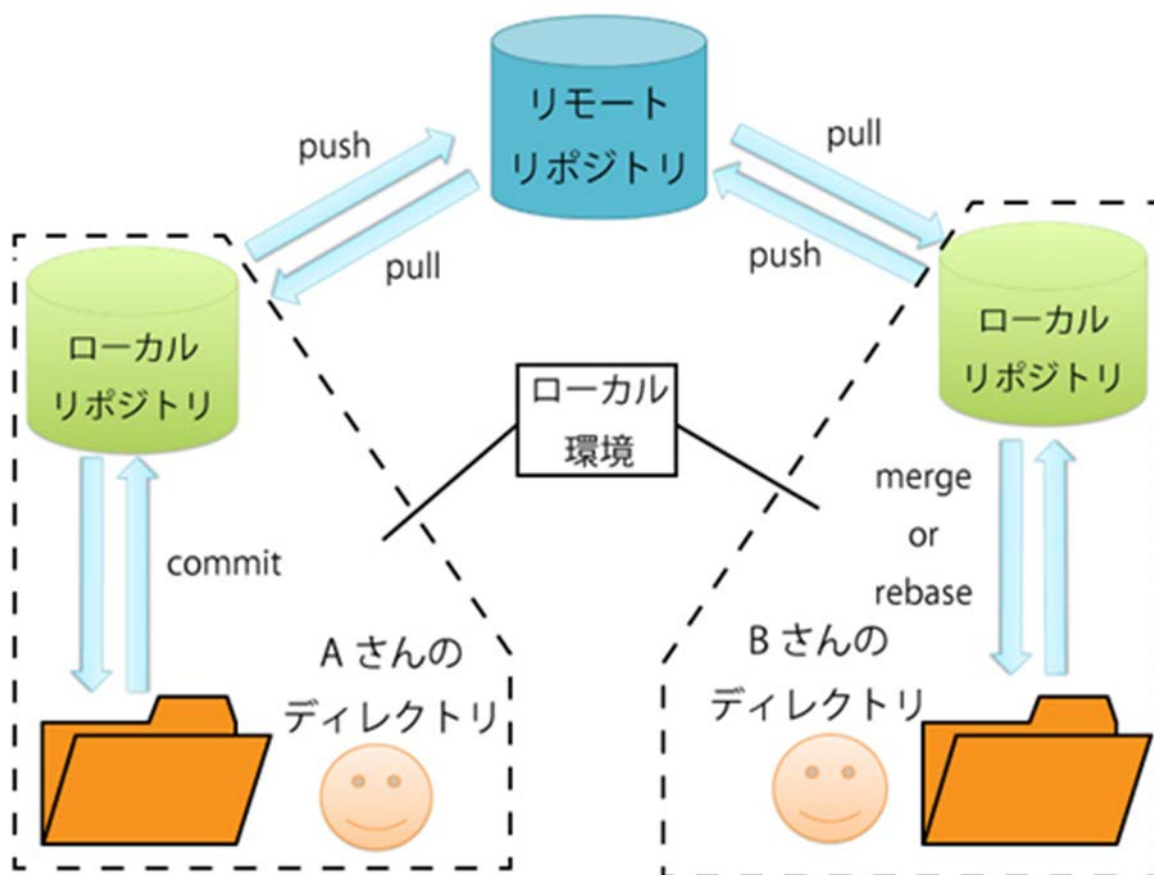 リモート
リポジトリ
push
pull
pull
push
ローカル
リポジトリ
ローカル
環境
ローカル
リポジトリ
commit
merge
or
rebase
A さんの
ディレクトリ
B さんの
ディレクトリ